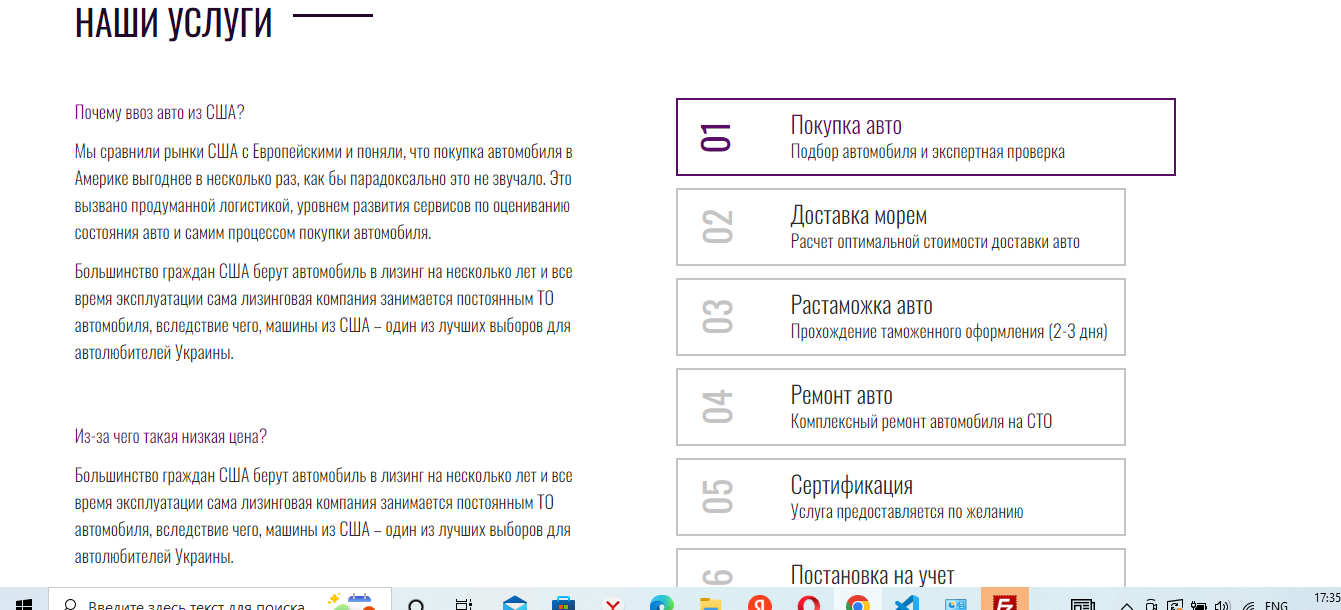 НАШИ УСЛУГИ
Почему ввоз авто из США?
Мы сравнили рынки США с Европейскими и поняли, что покупка автомобиля в
Америке выгоднее в несколько раз, как бы парадоксально это не звучало. Это
вызвано продуманной логистикой, уровнем развития сервисов по оцениванию
состояния авто и самим процессом покупки автомобиля.
Большинство граждан США берут автомобиль в лизинг на несколько лет и все
время эксплуатации сама лизинговая компания занимается постоянным ТО
автомобиля, вследствие чего, машины из США – один из лучших выборов для
автолюбителей Украины.
Из-за чего такая низкая цена?
Большинство граждан США берут автомобиль в лизинг на несколько лет и все
время эксплуатации сама лизинговая компания занимается постоянным ТО
автомобиля, вследствие чего, машины из США – один из лучших выборов для
автолюбителей Украины.
01
Покупка авто
Подбор автомобиля и экспертная проверка
02
Доставка морем
Расчет оптимальной стоимости доставки авто
03
Растаможка авто
Прохождение таможенного оформления (2-3 дня)
04
Ремонт авто
Комплексный ремонт автомобиля на СТО
05
Сертификация
Услуга предоставляется по желанию
Постановка на учет
Введите здесь текст для поиска
ENG
17:35